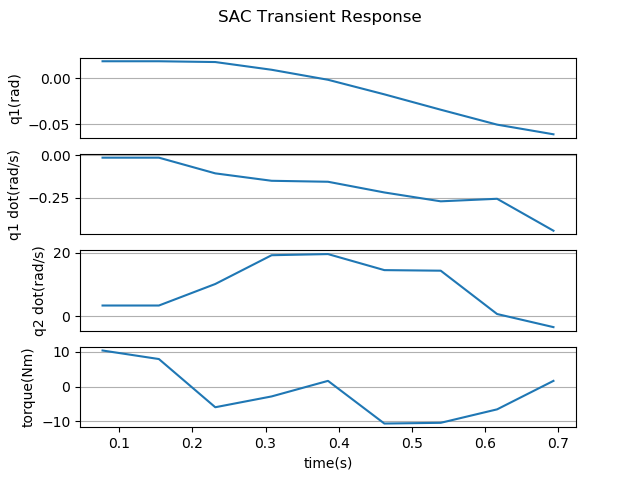 SAC Transient Response
q1(rad)
0.00
−0.05
q1 dot(rad/s)
0.00
−0.25
q2 dot(rad/s)
20
0
torque(Nm)
10
0
−10
0.1 0.2 0.3 0.4 0.5 0.6 0.7
time(s)